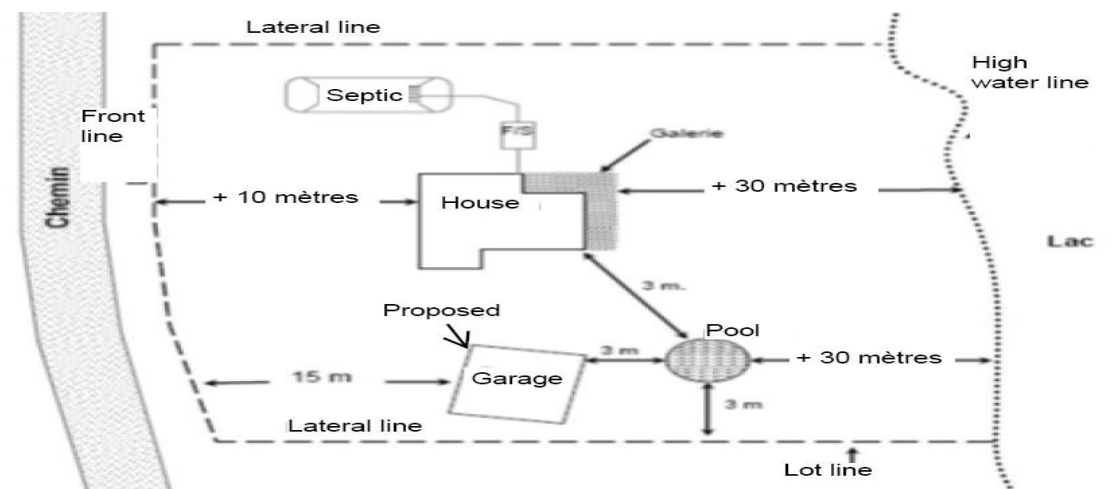 Lateral line
High
water line
Septic
Front
line
F/S
Galerie
Chemin
+ 10 mètres
House
+ 30 mètres
Lac
3 m.
Proposed
Pool
3 m
+ 30 mètres
15 m
Garage
3 m
Lateral line
Lot line